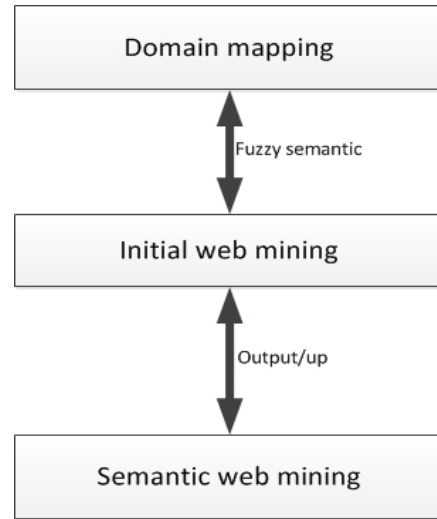 Domain mapping
Fuzzy semantic
Initial web mining
Output/up
Semantic web mining